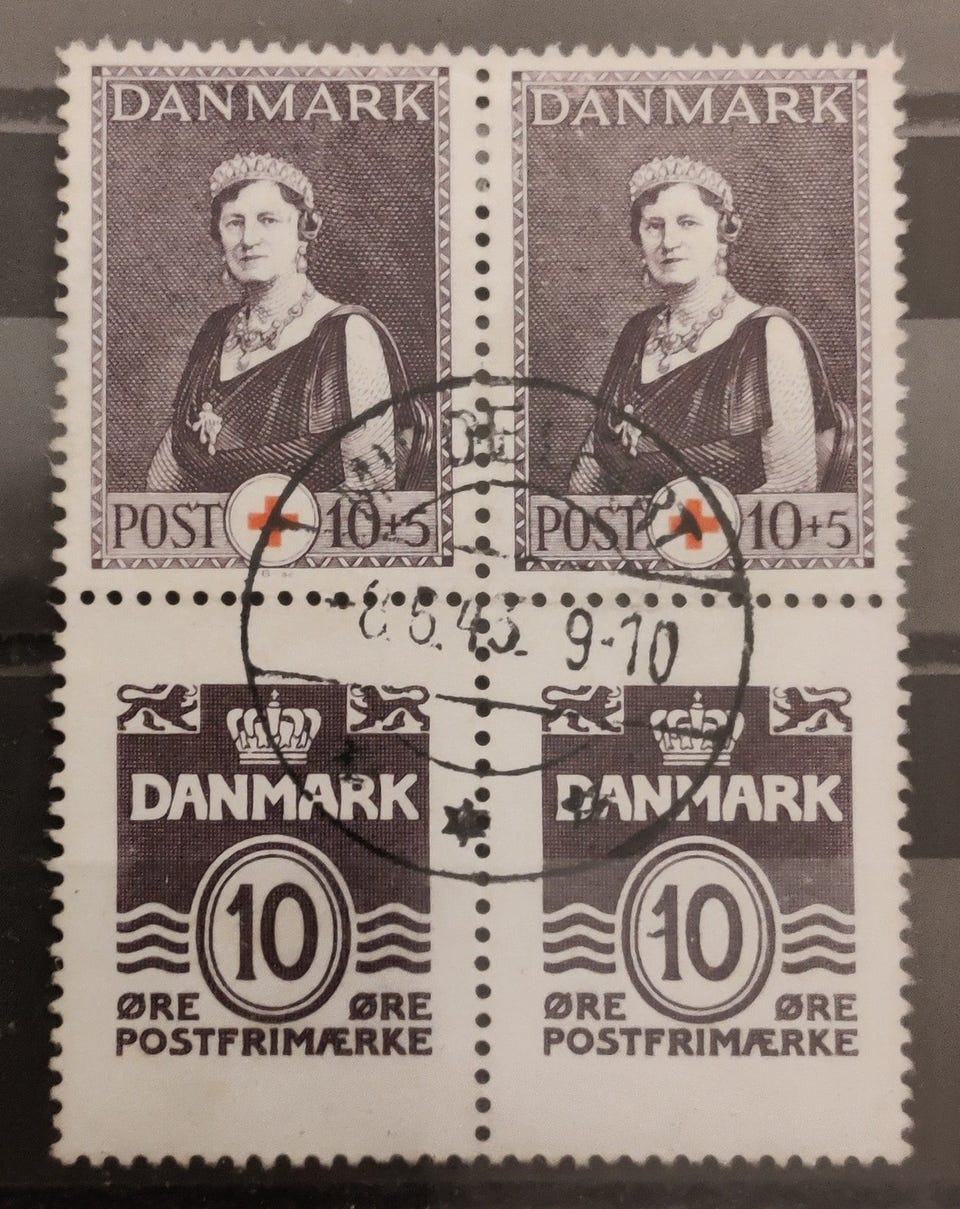 DANMARK
POST 10+5
DANMARK
POST 10+5
9-10
DANMARK
10
ØRE ØRE
POSTFRIMÆRKE
DANMARK
10
ØRE ØRE
POSTFRIMÆRKE